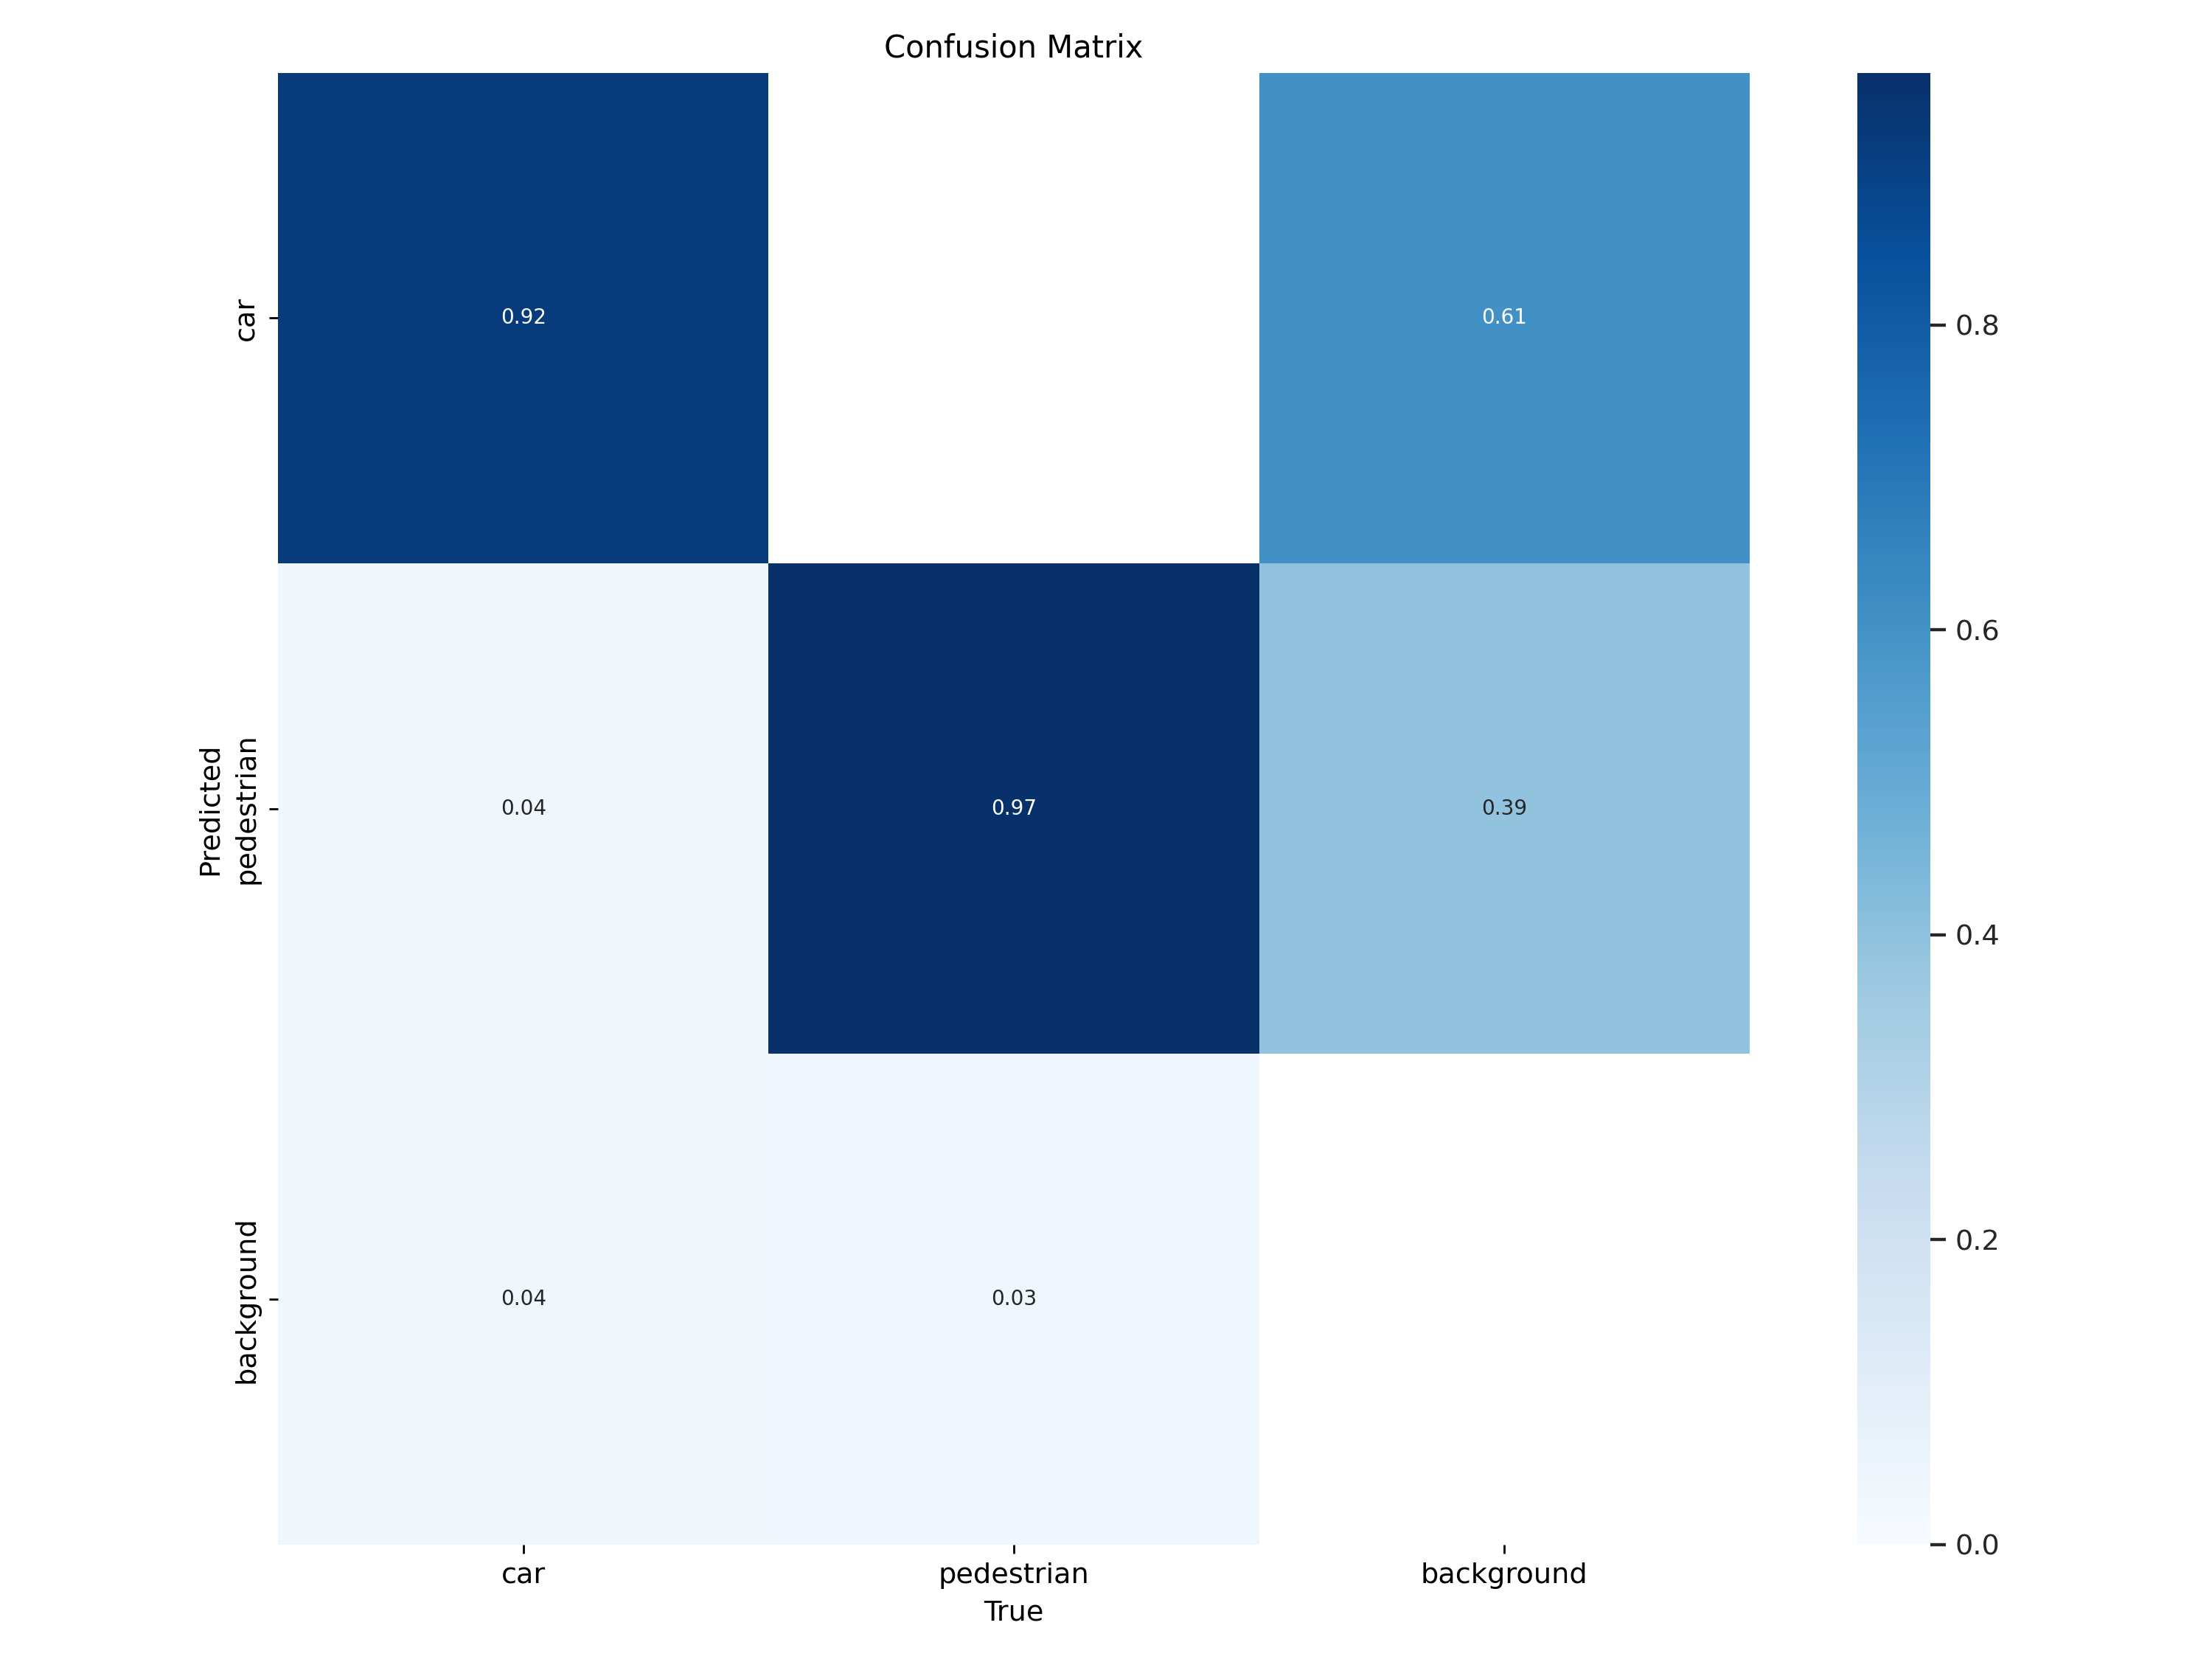 Confusion Matrix
car
0.92
0.61
0.8
0.6
Predicted
pedestrian
0.04
0.97
0.39
0.4
0.2
background
0.04
0.03
0.0
car
pedestrian
background
True